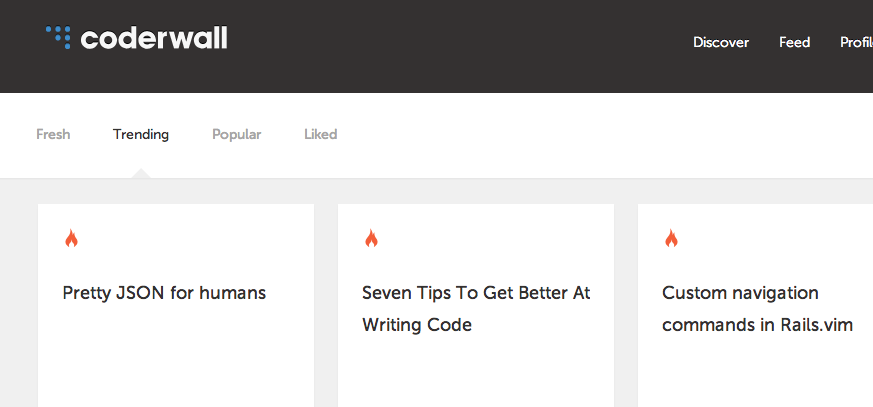 coderwall
Discover Feed
Fresh Trending Popular Liked
Pretty JSON for humans
Seven Tips To Get Better At
Writing Code
Custom navigation
commands in Rails.vim